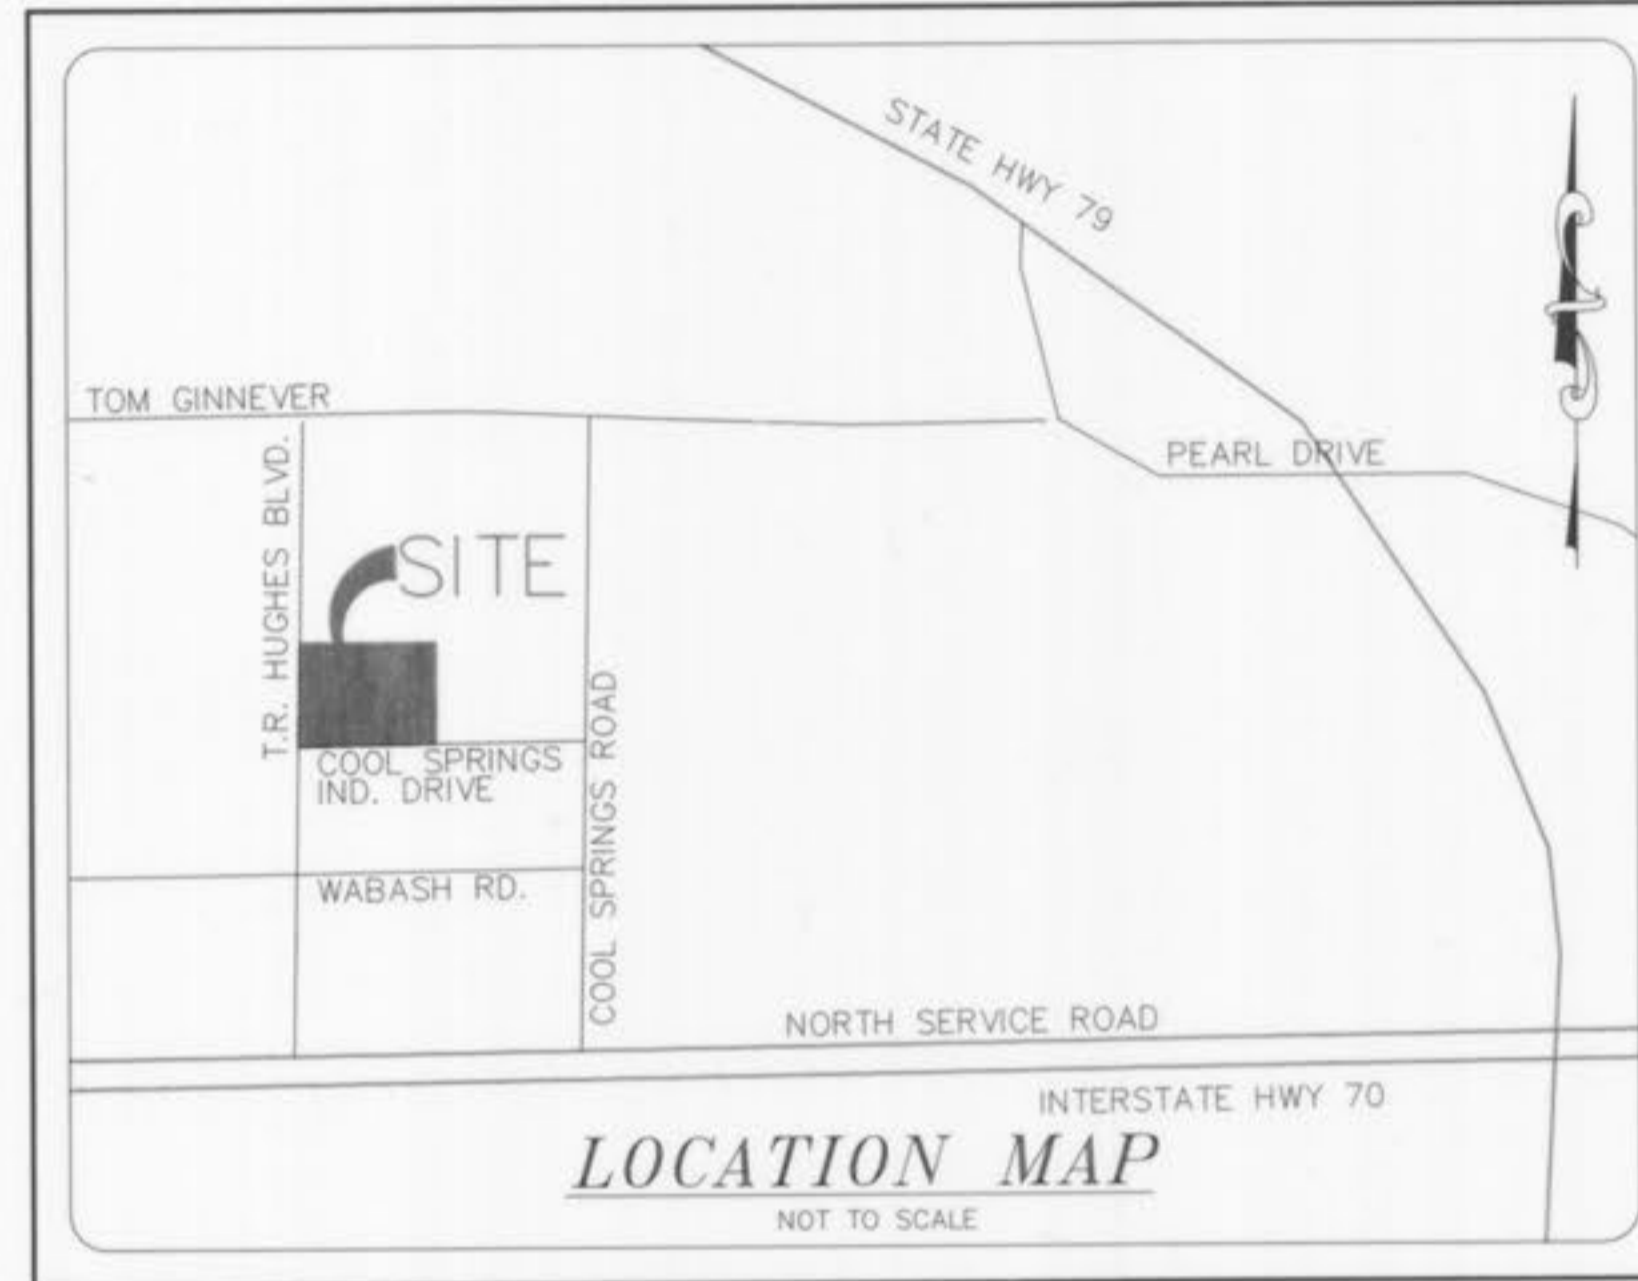 STATE HWY 79
TOM GINNEVER
T.R. HUGHES BLVD.
PEARL DRIVE
SITE
COOL SPRINGS
IND. DRIVE
COOL SPRINGS ROAD
WABASH RD.
NORTH SERVICE ROAD
INTERSTATE HWY 70
LOCATION MAP
NOT TO SCALE